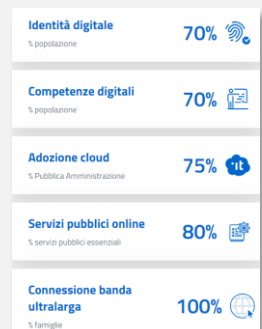 Identità digitale
70%
% popolazione
Competenze digitali
70%
% popolazione
Adozione cloud
75%
% Pubblica Amministrazione
Servizi pubblici online
80%
% servizi pubblici essenziali
Connessione banda
ultralarga
100%
% famiglie